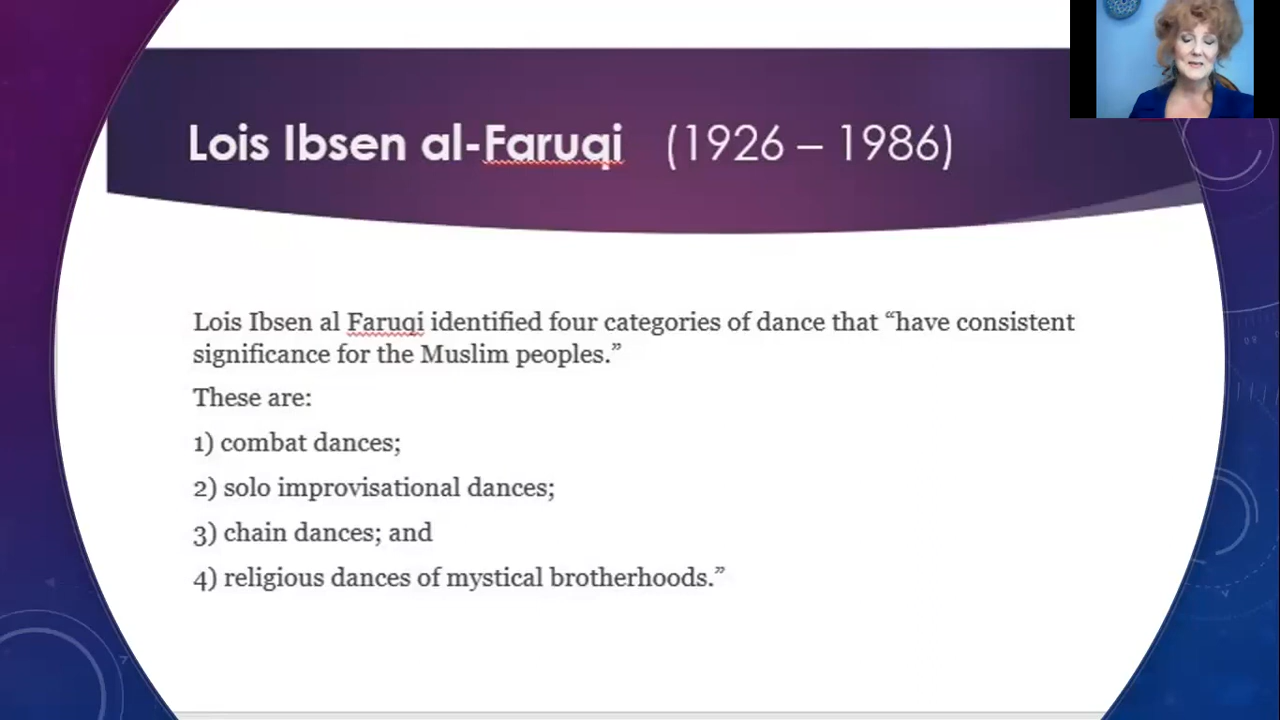 Lois Ibsen al-Faruqi (1926 – 1986)
Lois Ibsen al Faruqi identified four categories of dance that “have consistent
significance for the Muslim peoples.”
These are:
1) combat dances;
2) solo improvisational dances;
3) chain dances; and
4) religious dances of mystical brotherhoods.”